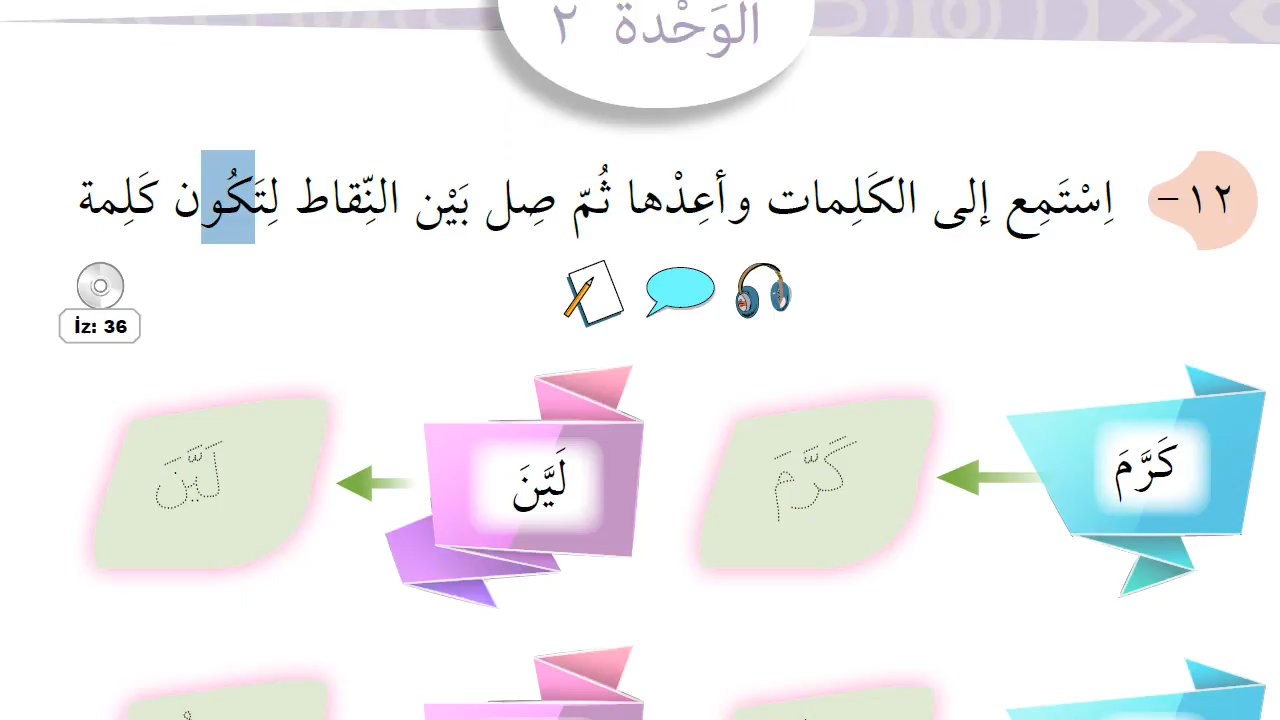 الوَحْدة ٢
١٢- اِسْتَمِع إلى الكَلِمات وأعِدْها ثُمّ صِل بَيْن النِّقاط لِتَكُون كَلِمة
İz: 36
كَرَّمَ
كَرَّمَ
لَيَّنَ
لَيَّنَ